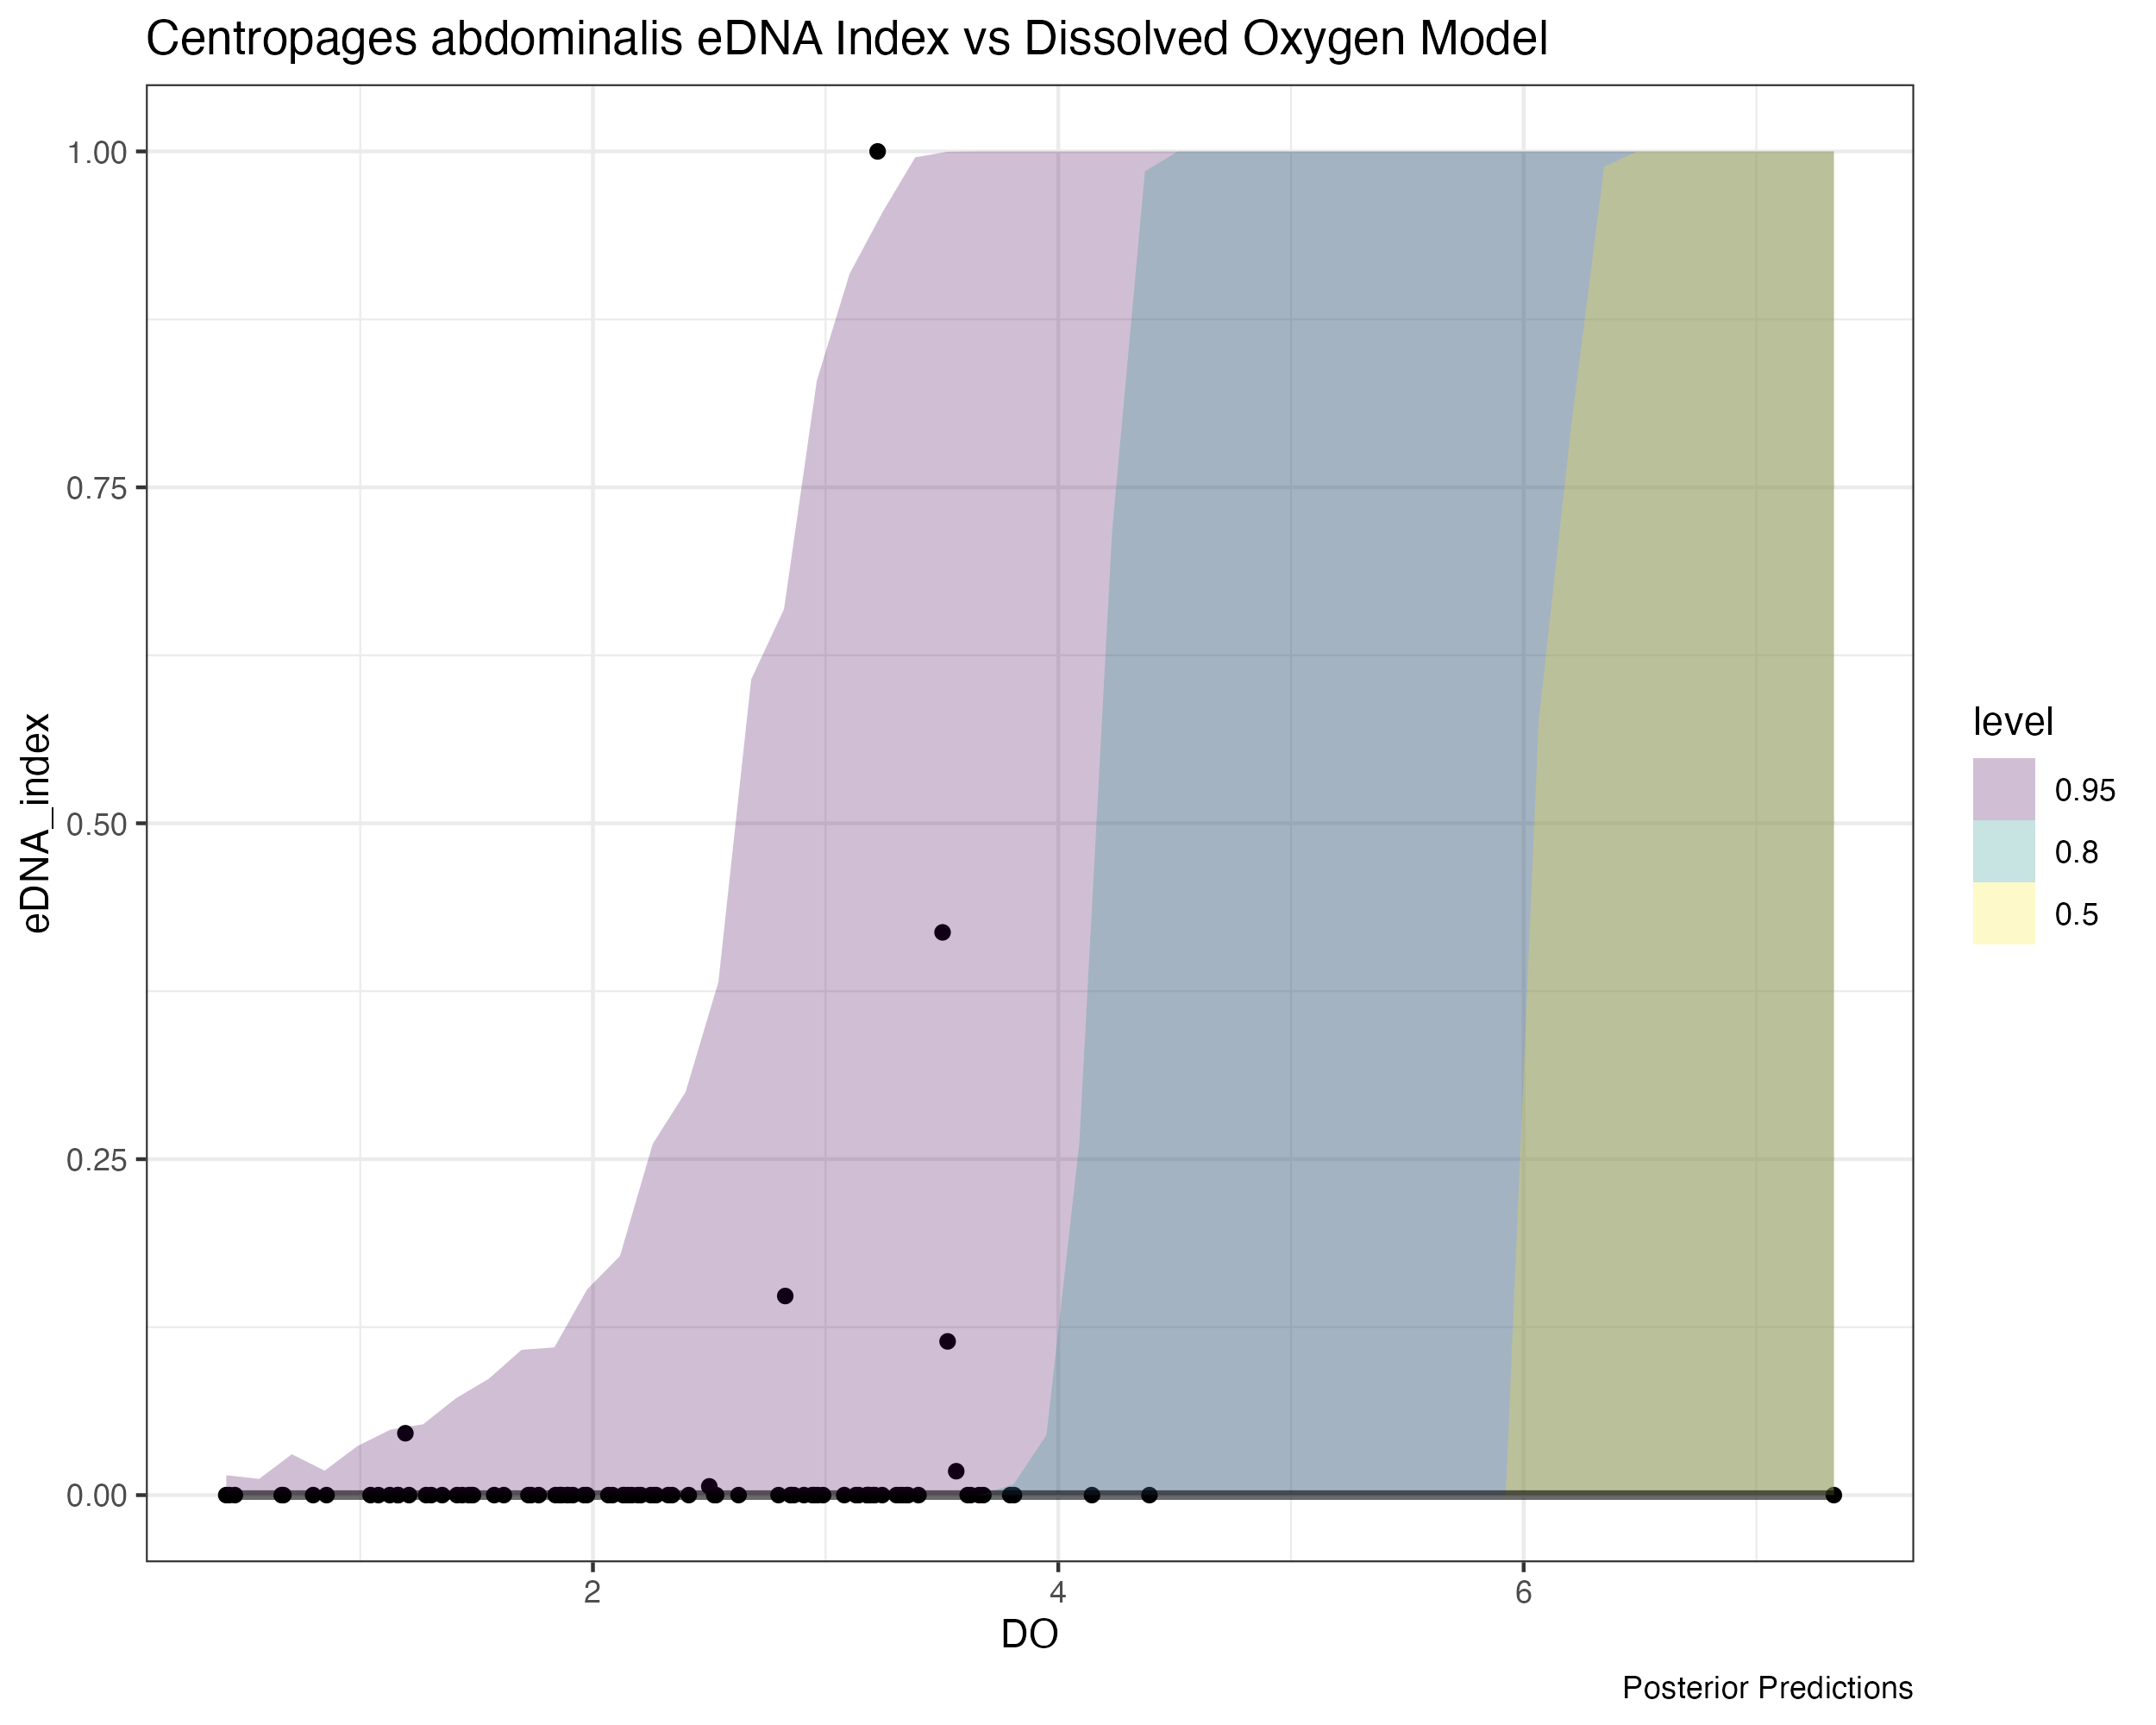 Centropages abdominalis eDNA Index vs Dissolved Oxygen Model
1.00
0.75
0.50
0.25
0.00
eDNA_index
2
4
6
DO
level
0.95
0.8
0.5
Posterior Predictions